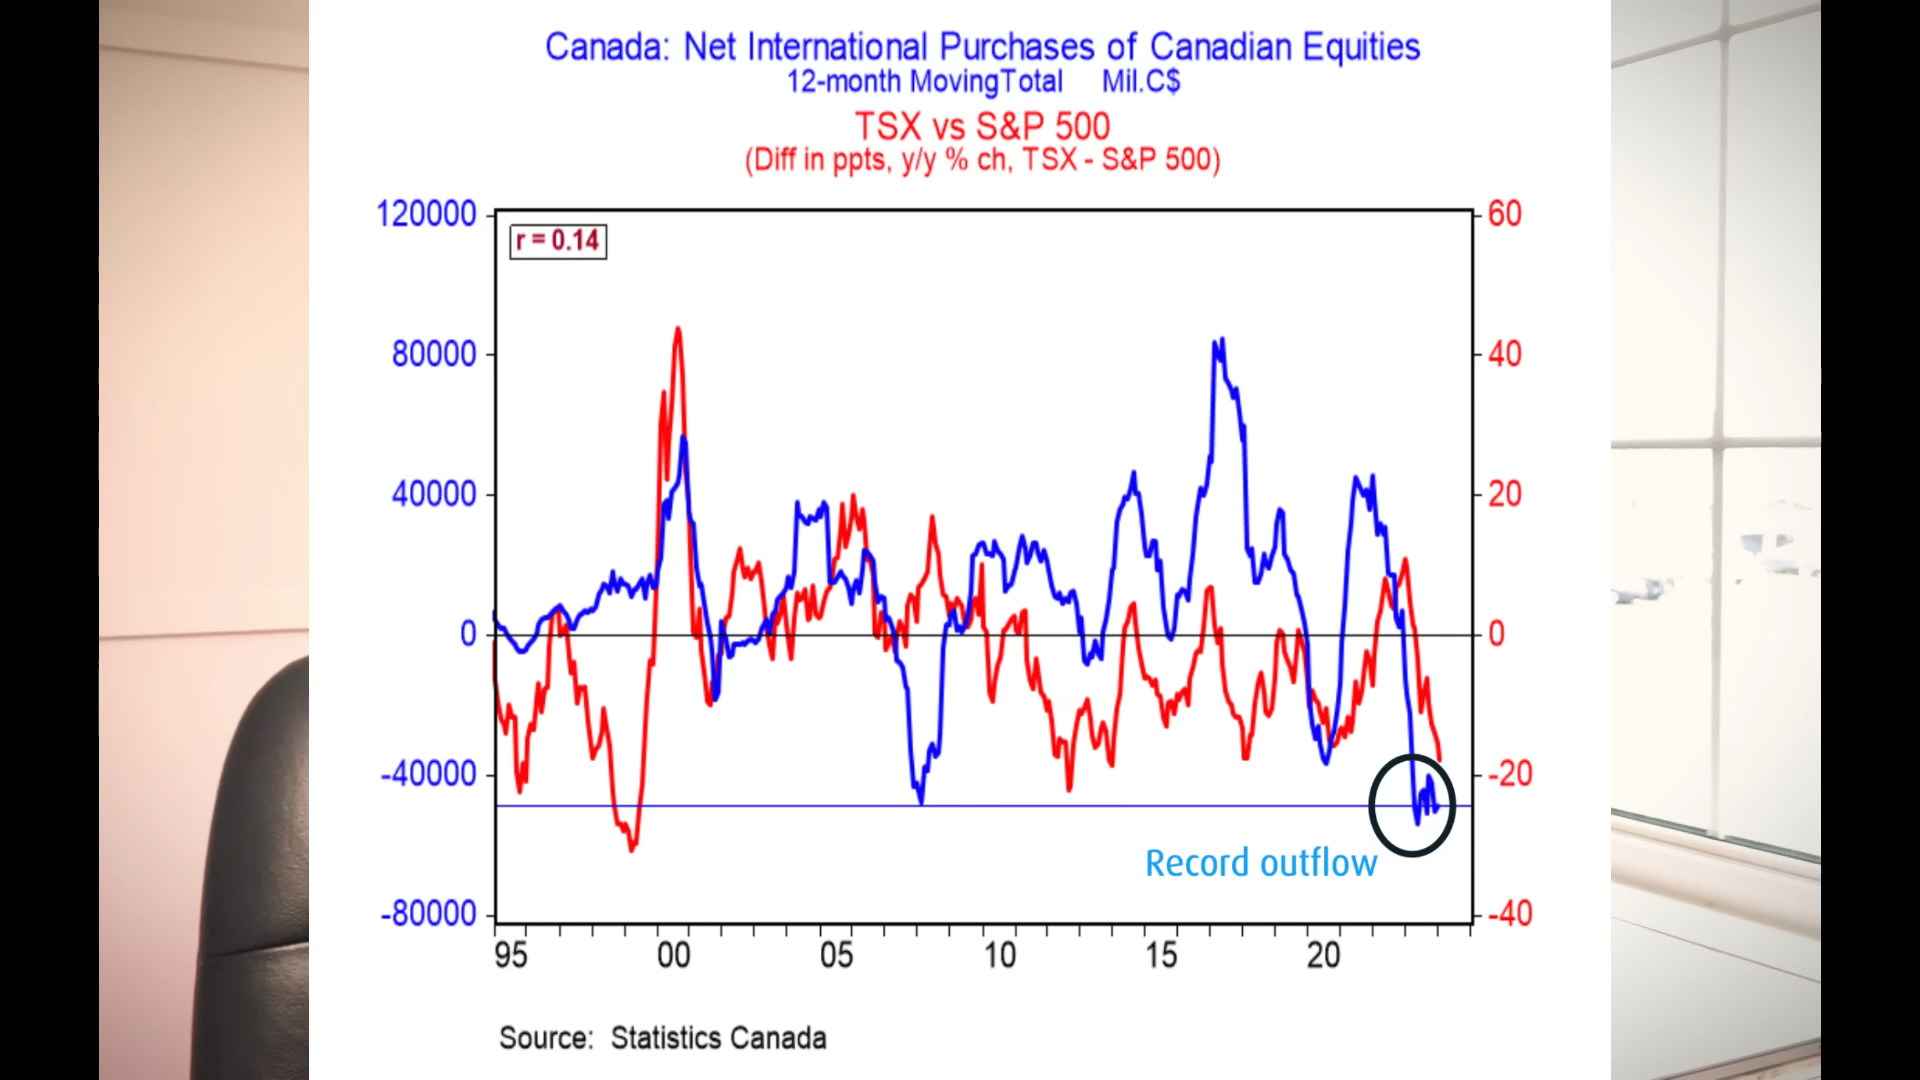 Canada: Net International Purchases of Canadian Equities
12-month MovingTotal Mil.C$
TSX vs S&P 500
(Diff in ppts, y/y % ch, TSX - S&P 500)
120000
60
r = 0.14
80000
40
40000
20
0
0
-40000
-20
Record outflow
-80000
-40
95 00 05 10 15 20
Source: Statistics Canada